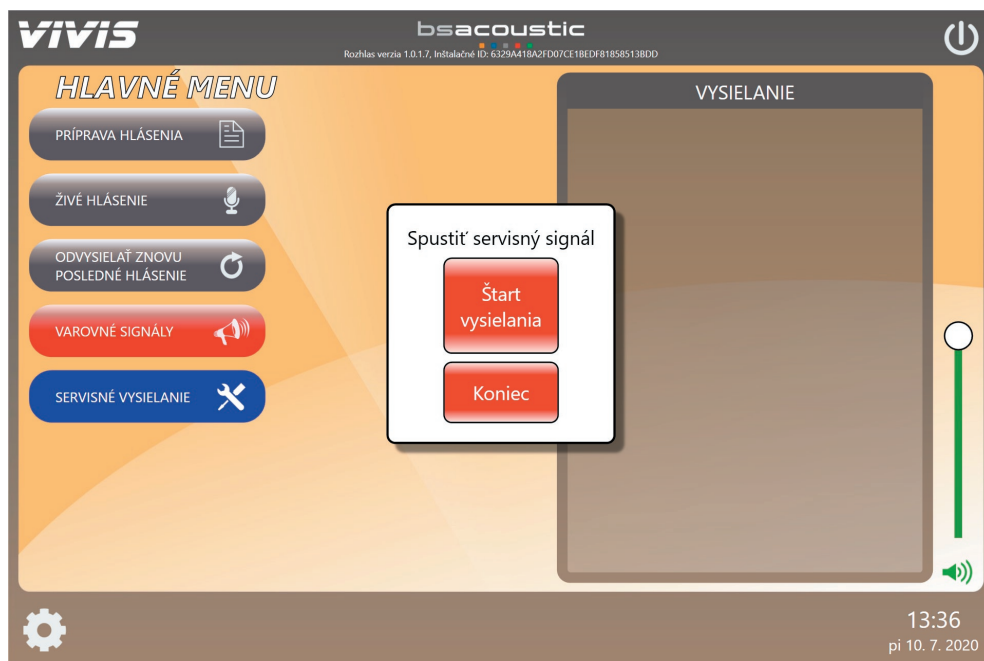 VIVIS
bsacoustic
Rozhlas verzia 1.0.1.7, Inštalačné ID: 6329A418A2FD07CE1BEDF81858513BDD
HLAVNÉ MENU
VYSIELANIE
PRÍPRAVA HLÁSENIA
ŽIVÉ HLÁSENIE
ODVYSIELAŤ ZNOVU
POSLEDNÉ HLÁSENIE
VAROVNÉ SIGNÁLY
SERVISNÉ VYSIELANIE
Spustiť servisný signál
Štart
vysielania
Koniec
13:36
pi 10. 7. 2020